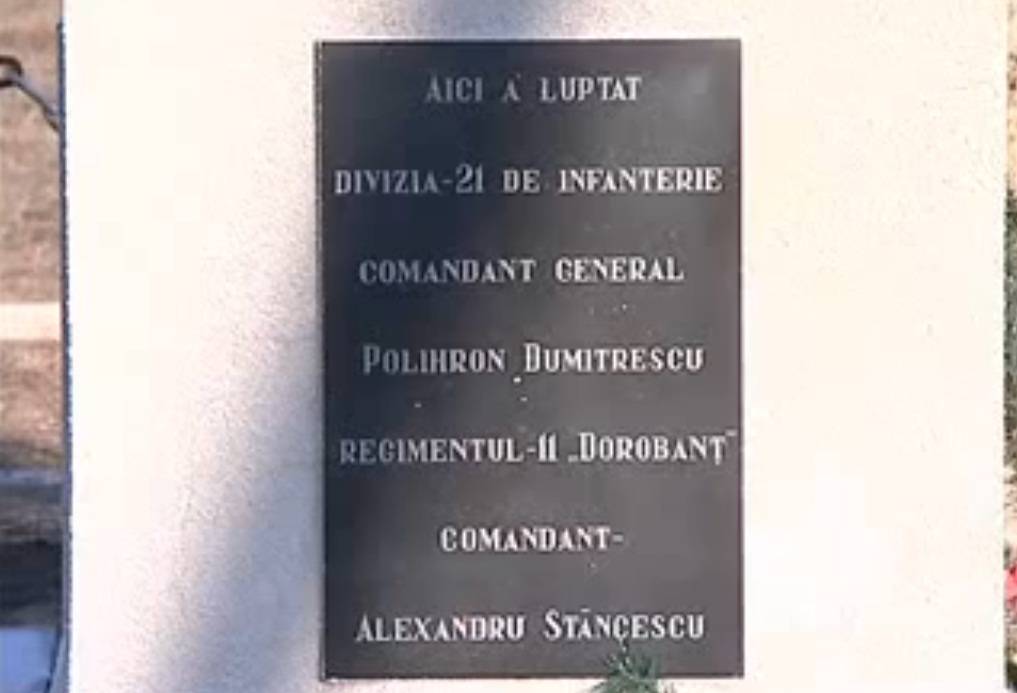 AICI A LUPTAT
DIVIZIA-21 DE INFANTERIE
COMANDANT GENERAL
POLIHRON DUMITRESCU
REGIMENTUL-11 „DOROBANȚ”
COMANDANT-
ALEXANDRU STĂNCESCU